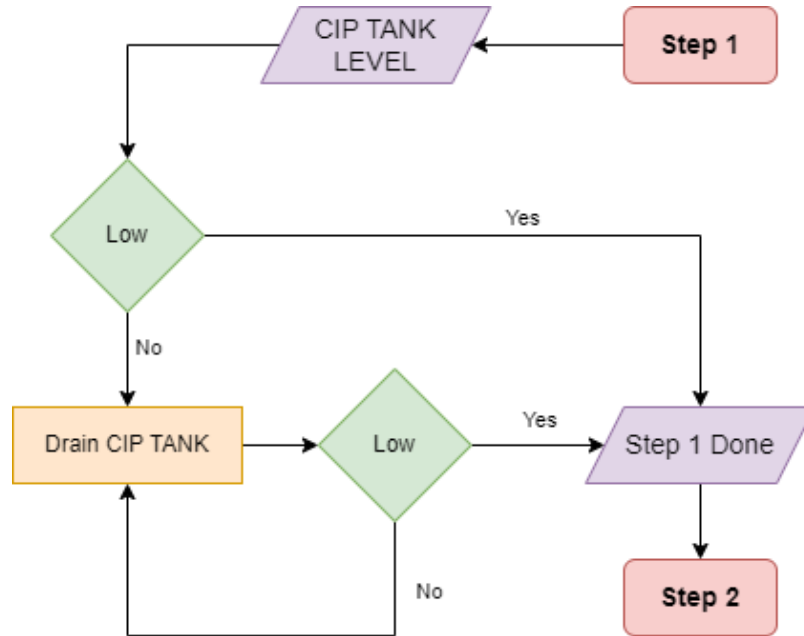 CIP TANK
LEVEL
Step 1
Low
Yes
No
Drain CIP TANK
Low
Yes
Step 1 Done
No
Step 2